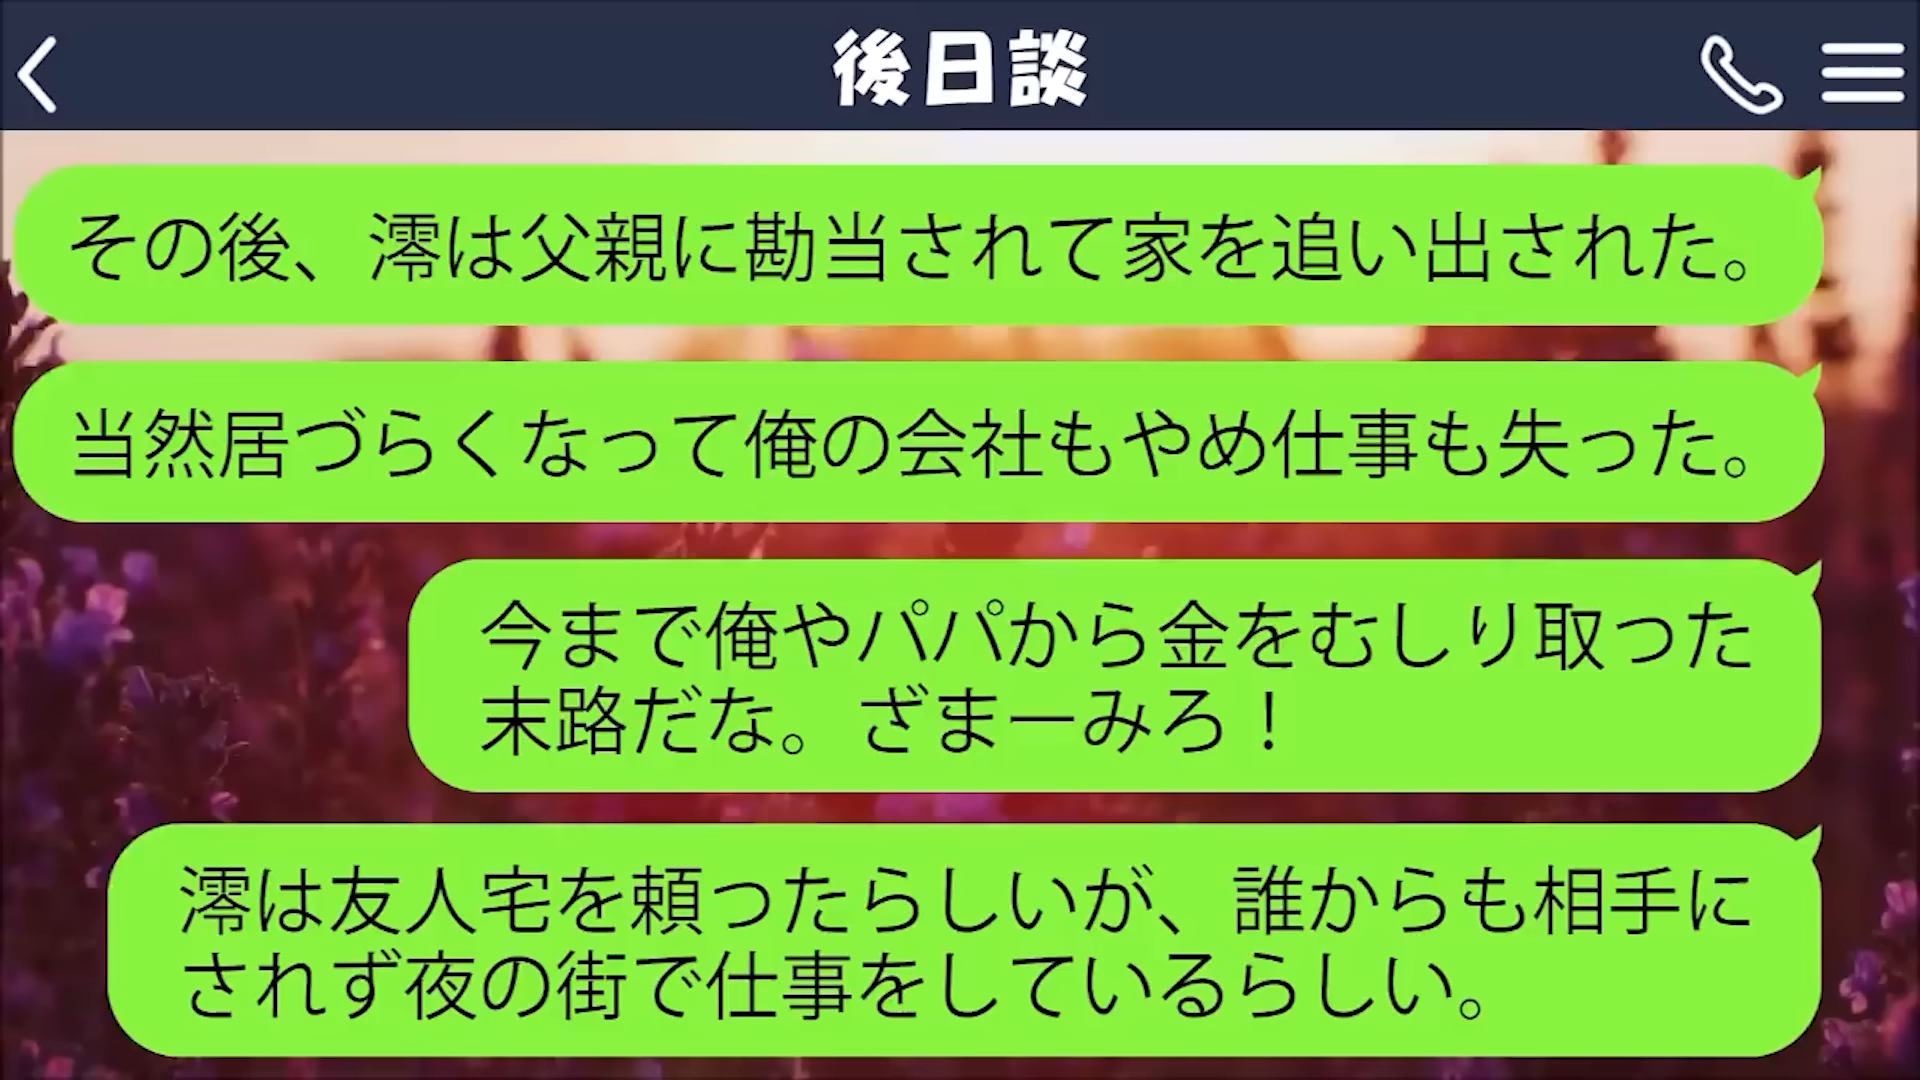 後日談
その後、澪は父親に勘当されて家を追い出された。
当然居づらくなって俺の会社もやめ仕事も失った。
今まで俺やパパから金をむしり取った
末路だな。ざまーみろ！
澪は友人宅を頼ったらしいが、誰からも相手に
されず夜の街で仕事をしているらしい。